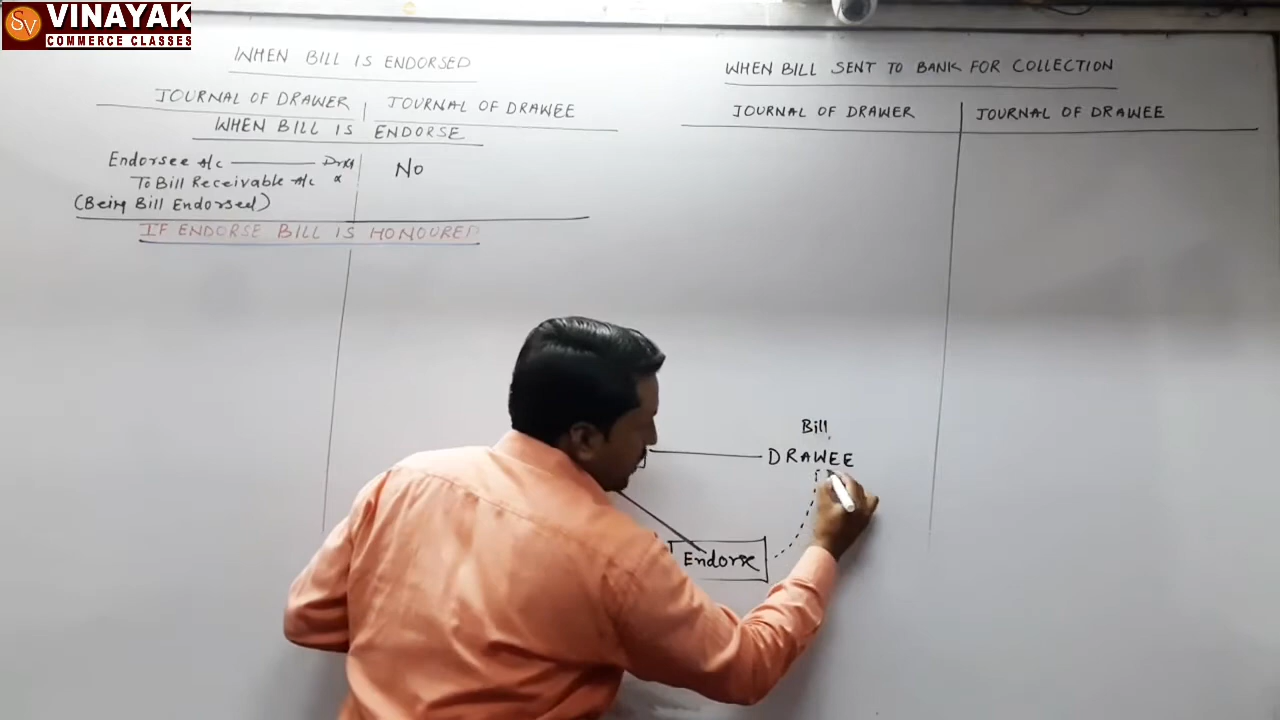 SV VINAYAK
COMMERCE CLASSES
WHEN BILL IS ENDORSED
JOURNAL OF DRAWER JOURNAL OF DRAWEE
WHEN BILL IS ENDORSE
Endorsee A/c Dr No
To Bill Receivable A/c x
(Being Bill Endorsed)
IF ENDORSE BILL IS HONOURED
WHEN BILL SENT TO BANK FOR COLLECTION
JOURNAL OF DRAWER JOURNAL OF DRAWEE
Bill
DRAWEE
Endorse